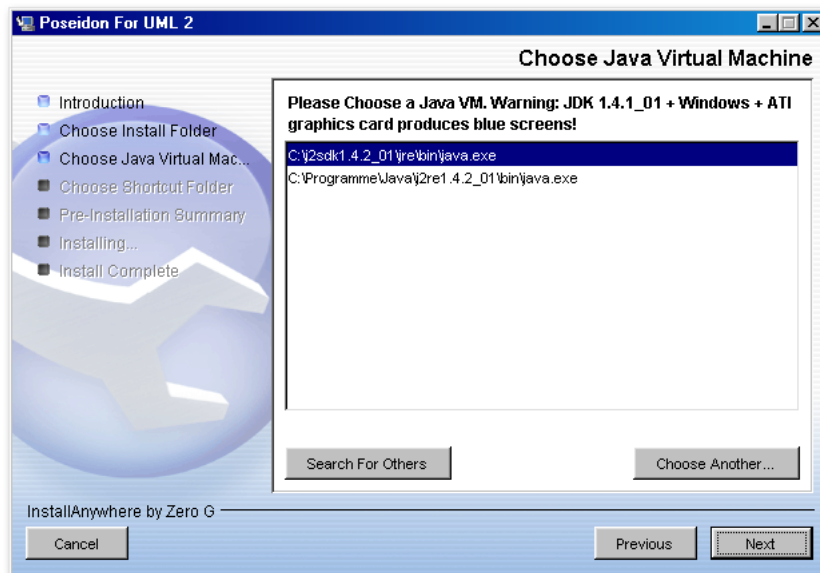 Poseidon For UML 2
Choose Java Virtual Machine
Introduction
Choose Install Folder
Choose Java Virtual Mac...
Choose Shortcut Folder
Pre-Installation Summary
Installing...
Install Complete
Please Choose a Java VM. Warning: JDK 1.4.1_01 + Windows + ATI
graphics card produces blue screens!
C:\j2sdk1.4.2_01\jre\bin\java.exe
C:\Programme\Java\j2re1.4.2_01\bin\java.exe
Search For Others
Choose Another...
InstallAnywhere by Zero G
Cancel
Previous
Next